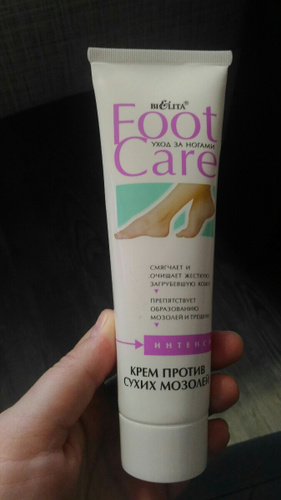 BIELITA®
Foot
УХОД ЗА НОГАМИ
Care
СМЯГЧАЕТ И
ОЧИЩАЕТ ЖЕСТКУЮ
ЗАГРУБЕВШУЮ КОЖУ
ПРЕПЯТСТВУЕТ
ОБРАЗОВАНИЮ
МОЗОЛЕЙ И ТРЕЩИН
КРЕМ ПРОТИВ
СУХИХ МОЗОЛЕЙ